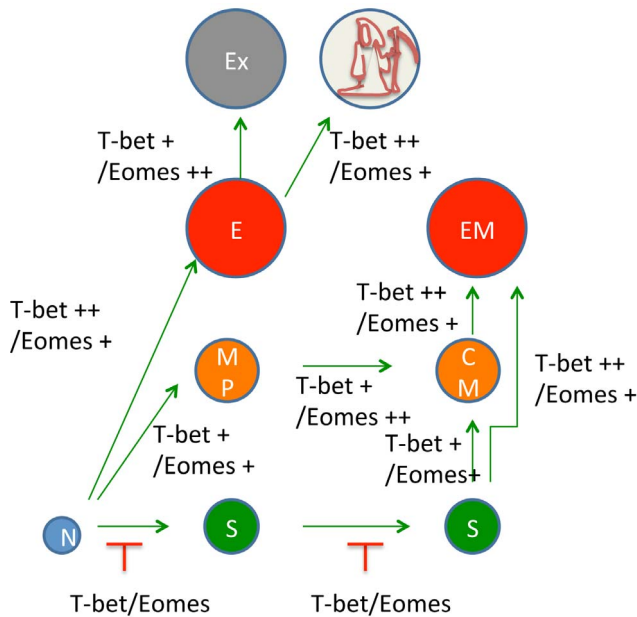 Ex
T-bet +
/Eomes ++
T-bet ++
/Eomes +
E
EM
T-bet ++
/Eomes +
T-bet ++
/Eomes +
M
P
C
M
T-bet ++
/Eomes +
T-bet +
/Eomes ++
T-bet +
/Eomes +
T-bet +
/Eomes+
N
S
S
T-bet/Eomes
T-bet/Eomes